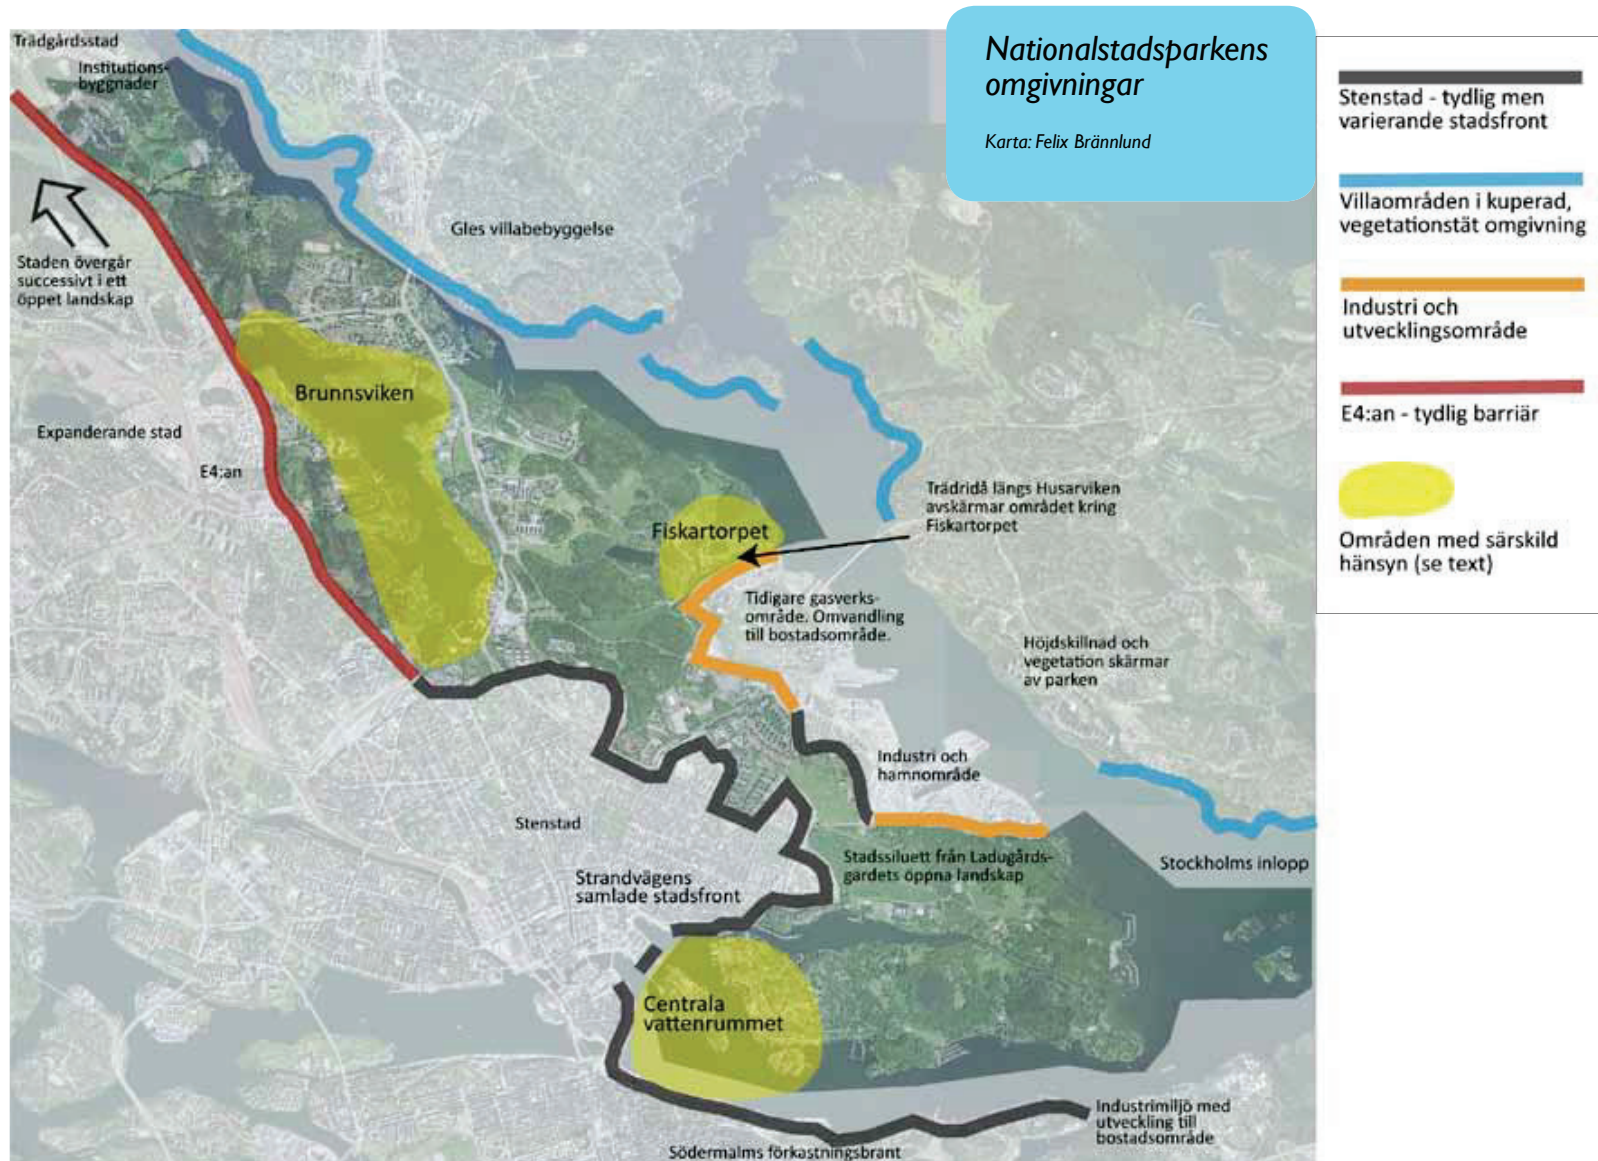 Nationalstadsparkens
omgivningar
Karta: Felix Brännlund
Stenstad - tydlig men
varierande stadsfront
Villaområden i kuperad,
vegetationstät omgivning
Industri och
utvecklingsområde
E4:an - tydlig barriär
Områden med särskild
hänsyn (se text)
Trädgårdsstad
Institutions-
byggnader
Gles villabebyggelse
Staden övergår
successivt i ett
öppet landskap
Brunnsviken
Expanderande stad
E4:an
Trädridå längs Husarviken
avskärmar området kring
Fiskartorpet
Fiskartorpet
Tidigare gasverks-
område. Omvandling
till bostadsområde.
Höjdskillnad och
vegetation skärmar
av parken
Industri och
hamnområde
Stenstad
Stadssiluett från Ladugårds-
gardets öppna landskap
Stockholms inlopp
Strandvägens
samlade stadsfront
Centrala
vattenrummet
Industrimiljö med
utveckling till
bostadsområde
Södermalms förkastningsbrant